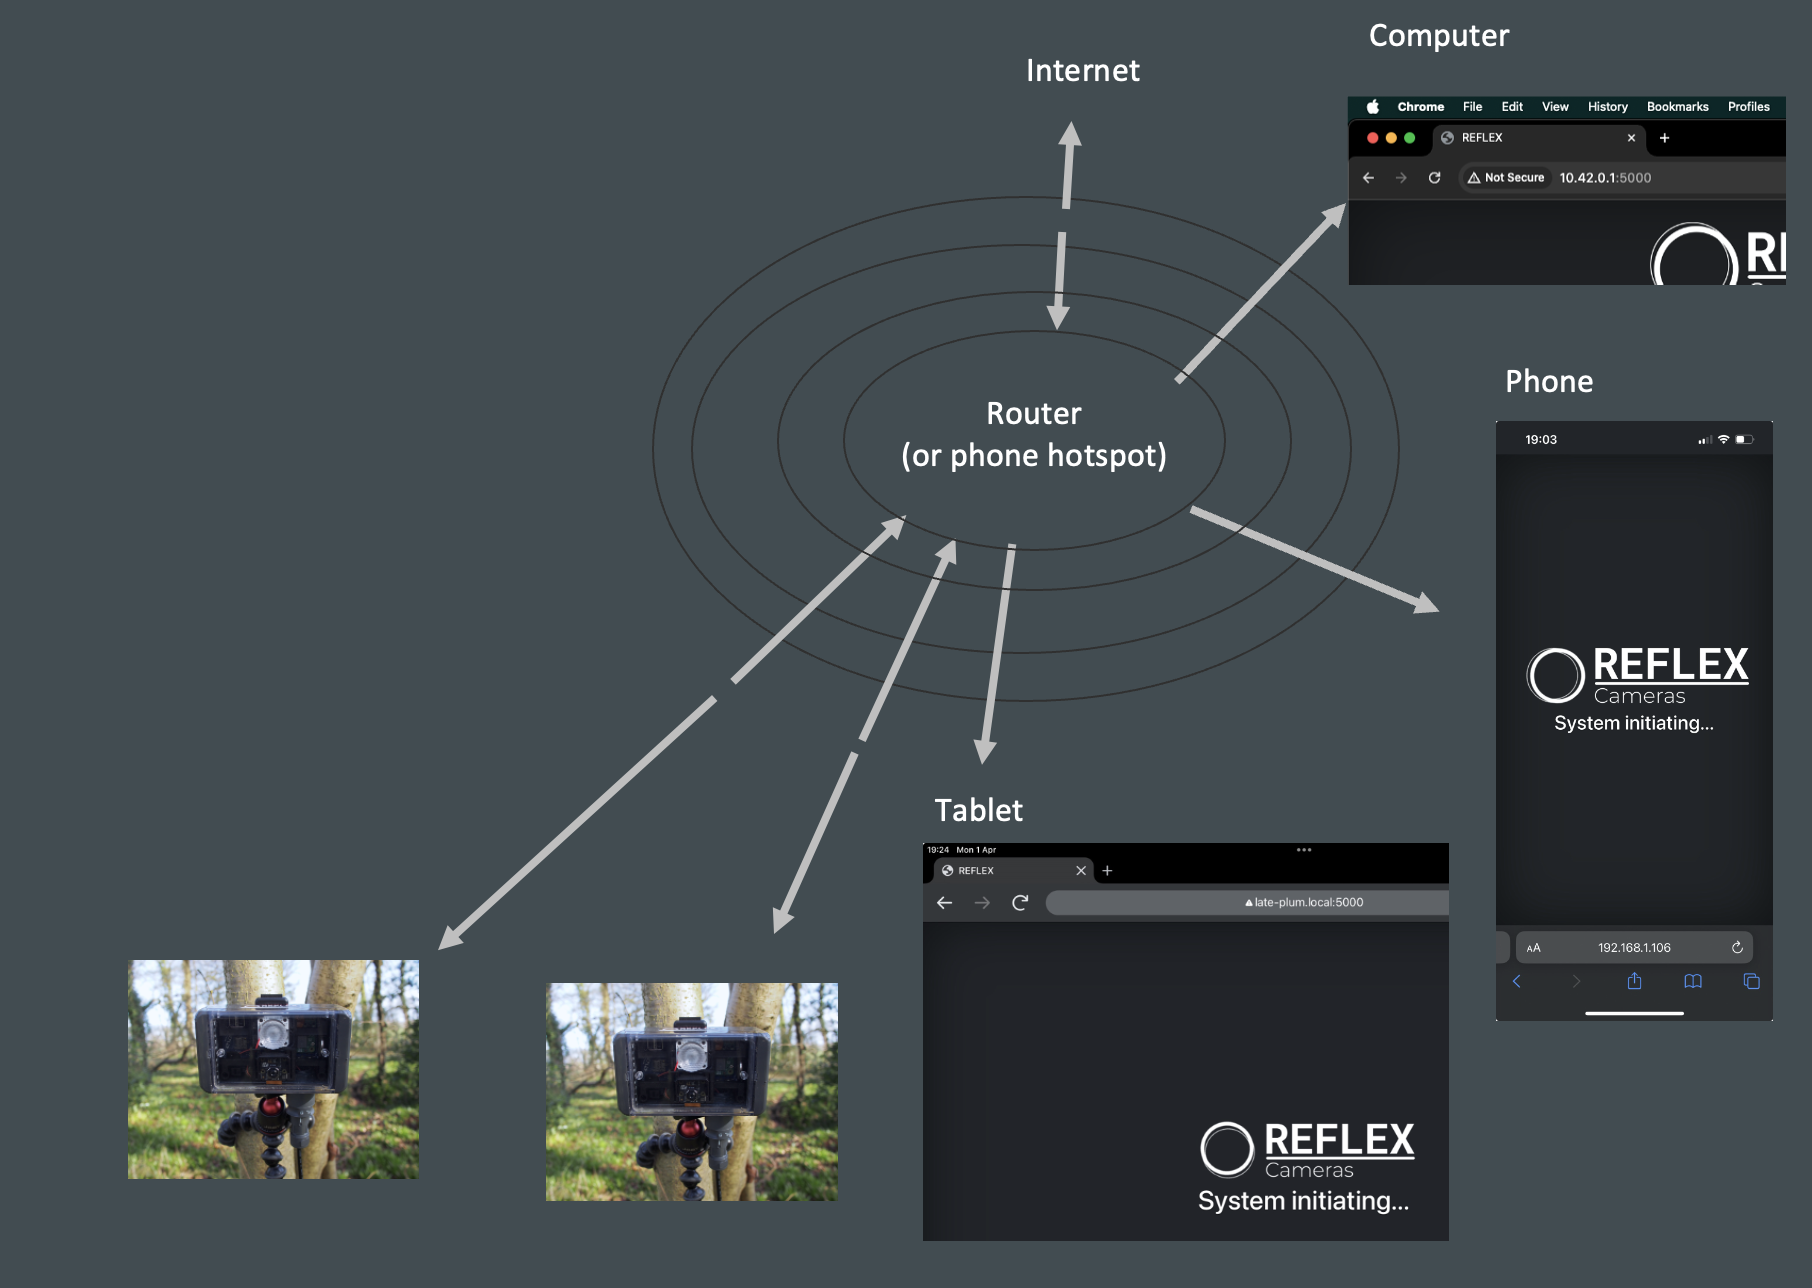 Computer
Internet
Chrome File Edit View History Bookmarks Profiles
REFLEX
Not Secure 10.42.0.1:5000
RE
Router
(or phone hotspot)
Phone
19:03
REFLEX
Cameras
System initiating...
AA 192.168.1.106
Tablet
19:24 Mon 1 Apr
REFLEX
late-plum.local:5000
REFLEX
Cameras
System initiating...